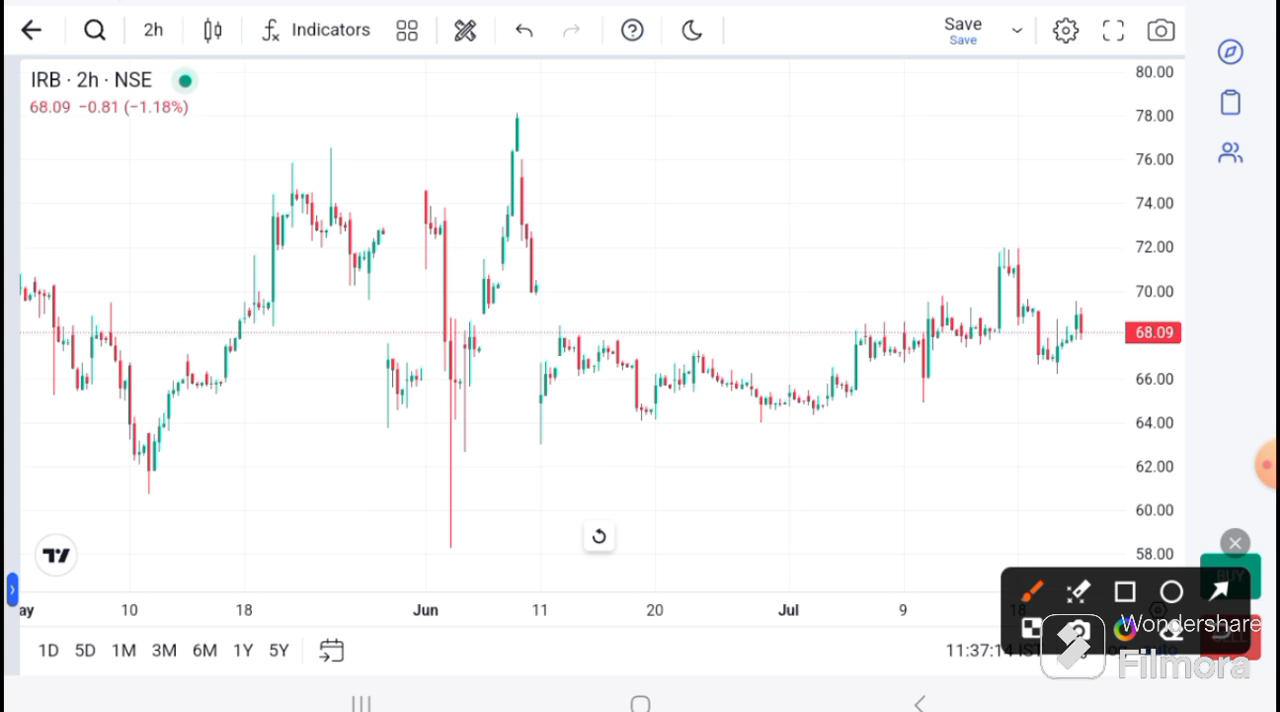 2h
Indicators
Save
Save
IRB · 2h · NSE
68.09 −0.81 (−1.18%)
80.00
78.00
76.00
74.00
72.00
70.00
68.09
66.00
64.00
62.00
60.00
58.00
10
18
Jun
11
20
Jul
9
18
1D 5D 1M 3M 6M 1Y 5Y
11:37:14 IST
auto
Wondershare
Filmora